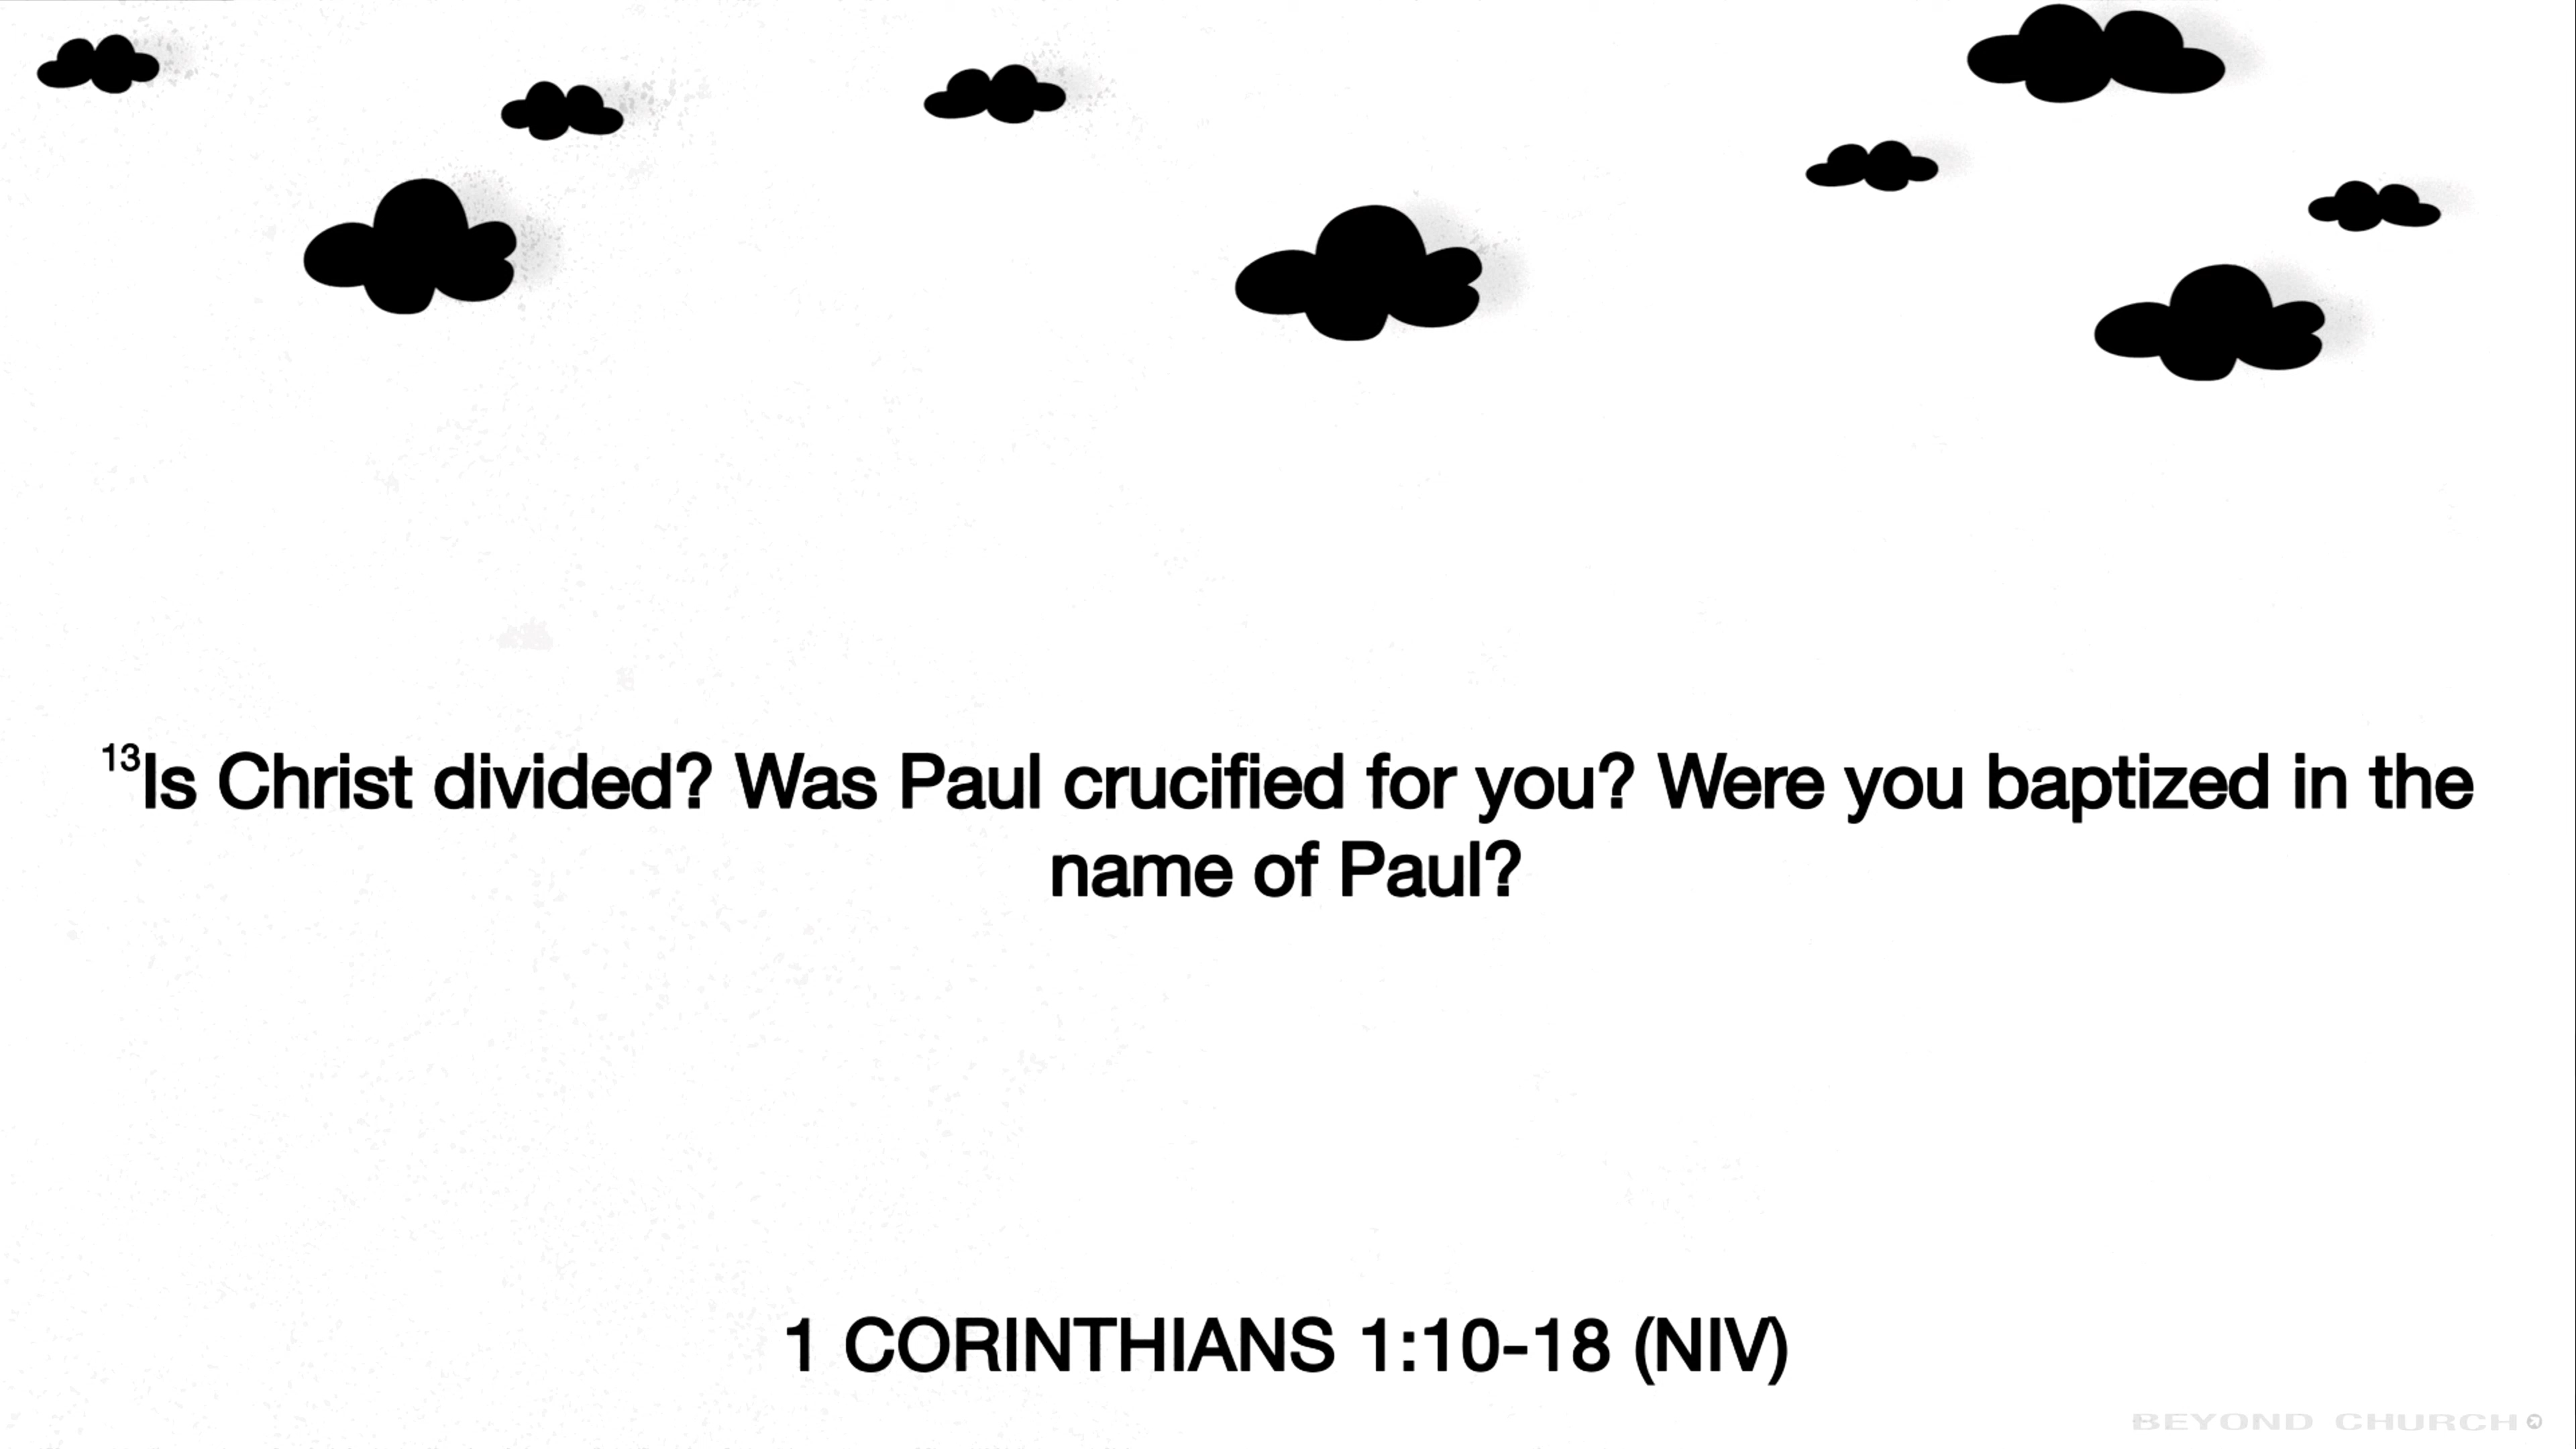 ¹³Is Christ divided? Was Paul crucified for you? Were you baptized in the
name of Paul?
1 CORINTHIANS 1:10-18 (NIV)
BEYOND CHURCH